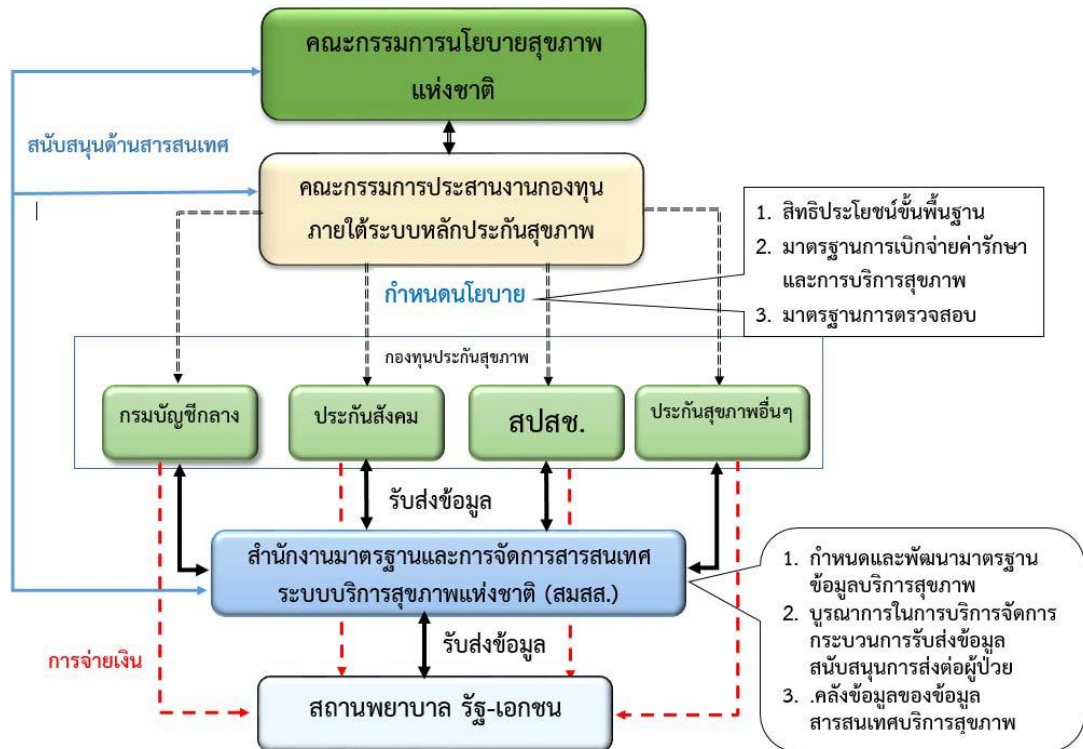 คณะกรรมการนโยบายสุขภาพ
แห่งชาติ
สนับสนุนด้านสารสนเทศ
คณะกรรมการประสานงานกองทุน
ภายใต้ระบบหลักประกันสุขภาพ
1. สิทธิประโยชน์ขั้นพื้นฐาน
2. มาตรฐานการเบิกจ่ายค่ารักษา
และการบริการสุขภาพ
3. มาตรฐานการตรวจสอบ
กำหนดนโยบาย
กองทุนประกันสุขภาพ
กรมบัญชีกลาง
ประกันสังคม
สปสช.
ประกันสุขภาพอื่นๆ
รับส่งข้อมูล
สำนักงานมาตรฐานและการจัดการสารสนเทศ
ระบบบริการสุขภาพแห่งชาติ (สมสส.)
1. กำหนดและพัฒนามาตรฐาน
ข้อมูลบริการสุขภาพ
2. บูรณาการในการบริการจัดการ
กระบวนการรับส่งข้อมูล
สนับสนุนการส่งต่อผู้ป่วย
3. .คลังข้อมูลของข้อมูล
สารสนเทศบริการสุขภาพ
การจ่ายเงิน
รับส่งข้อมูล
สถานพยาบาล รัฐ-เอกชน